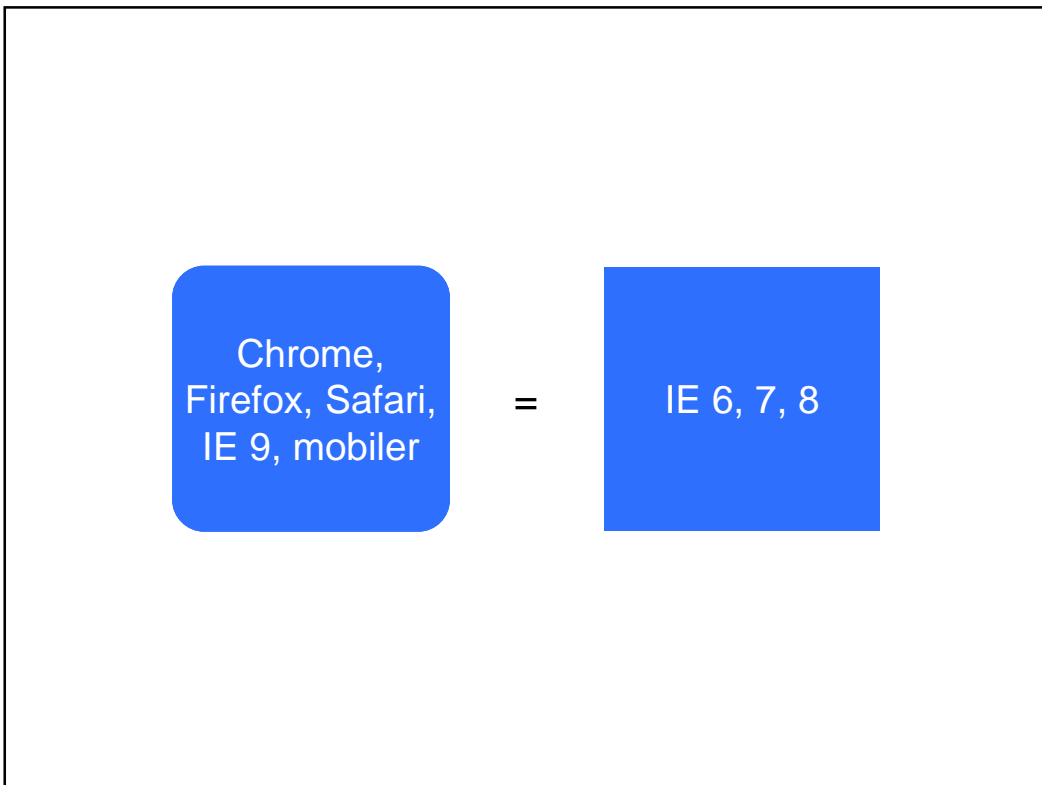 Chrome,
Firefox, Safari,
IE 9, mobiler
=
IE 6, 7, 8